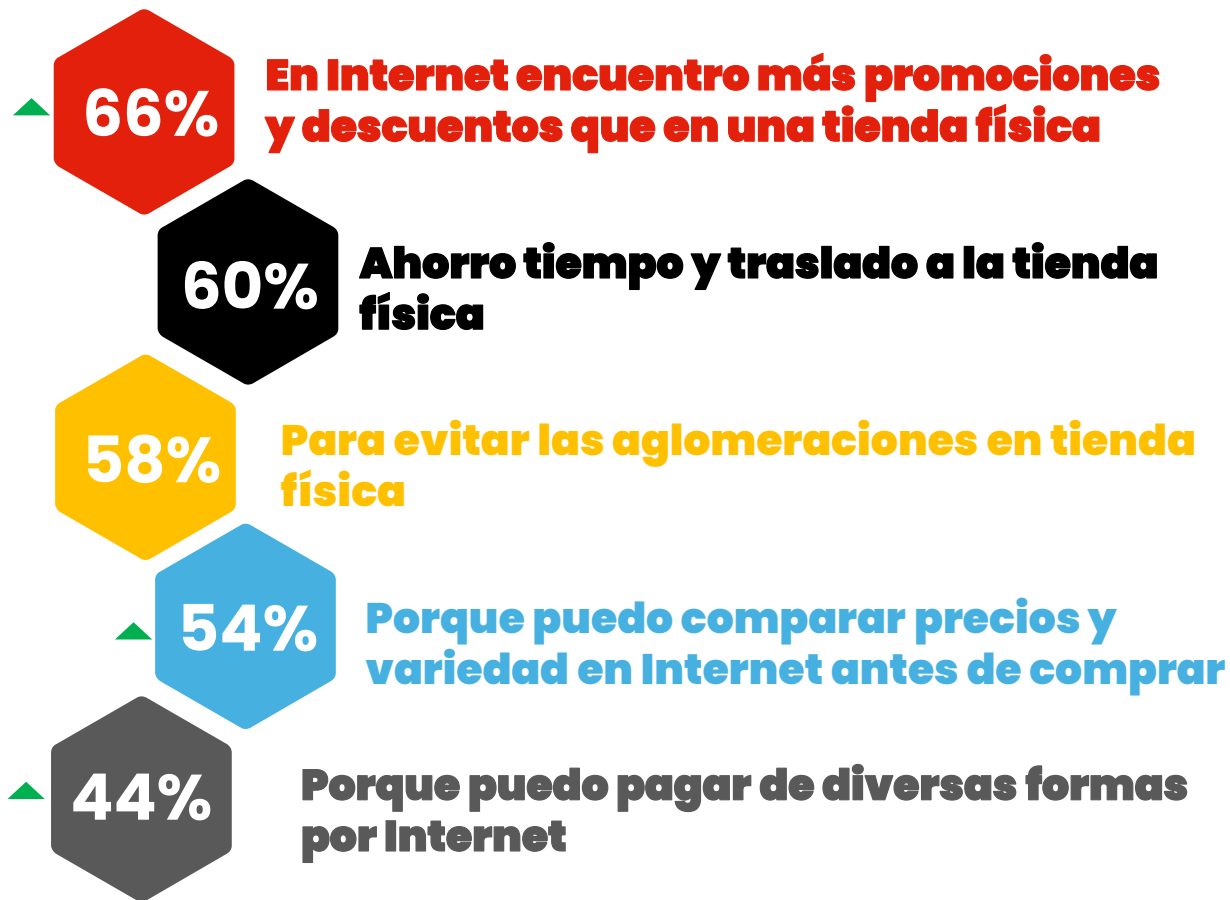 66%
En Internet encuentro más promociones
y descuentos que en una tienda física
60%
Ahorro tiempo y traslado a la tienda
física
58%
Para evitar las aglomeraciones en tienda
física
54%
Porque puedo comparar precios y
variedad en Internet antes de comprar
44%
Porque puedo pagar de diversas formas
por Internet